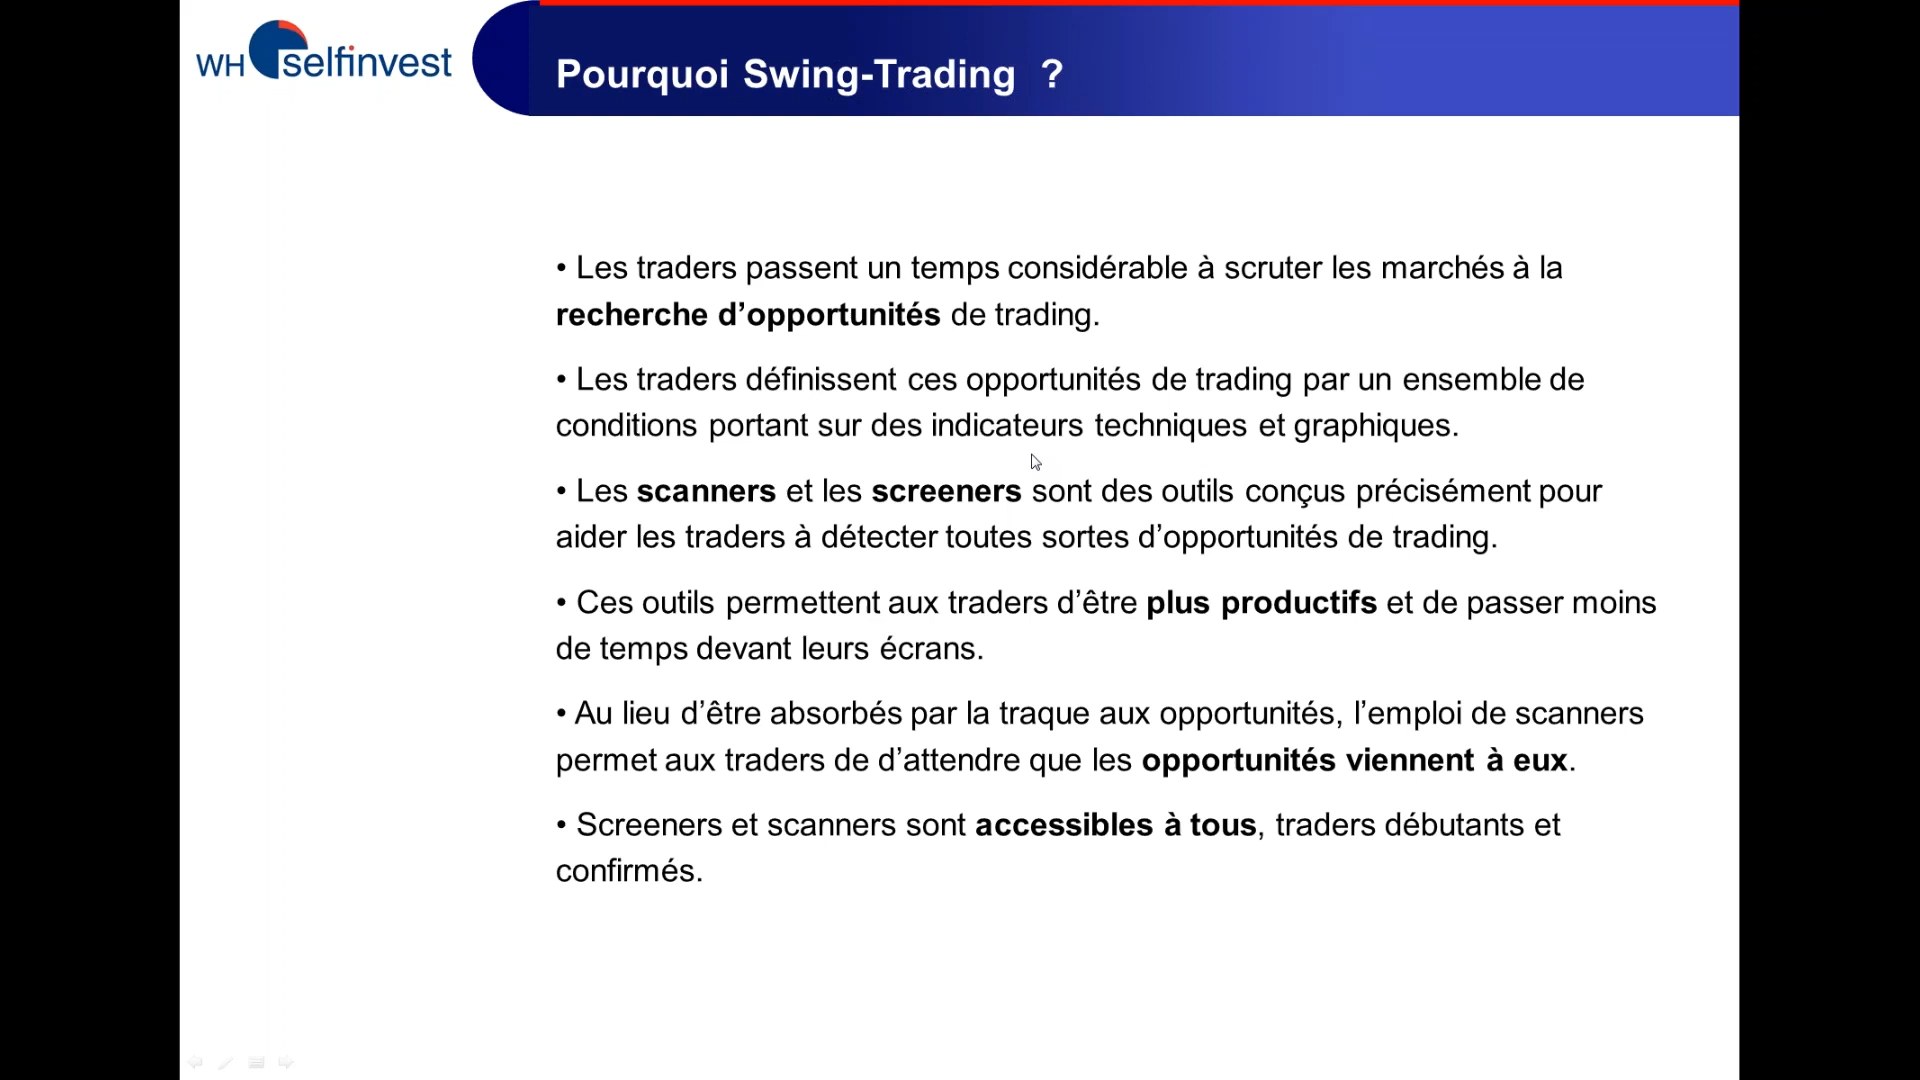 WH selfinvest
Pourquoi Swing-Trading ?
• Les traders passent un temps considérable à scruter les marchés à la
recherche d’opportunités de trading.
• Les traders définissent ces opportunités de trading par un ensemble de
conditions portant sur des indicateurs techniques et graphiques.
• Les scanners et les screeners sont des outils conçus précisément pour
aider les traders à détecter toutes sortes d’opportunités de trading.
• Ces outils permettent aux traders d’être plus productifs et de passer moins
de temps devant leurs écrans.
• Au lieu d’être absorbés par la traque aux opportunités, l’emploi de scanners
permet aux traders de d’attendre que les opportunités viennent à eux.
• Screeners et scanners sont accessibles à tous, traders débutants et
confirmés.